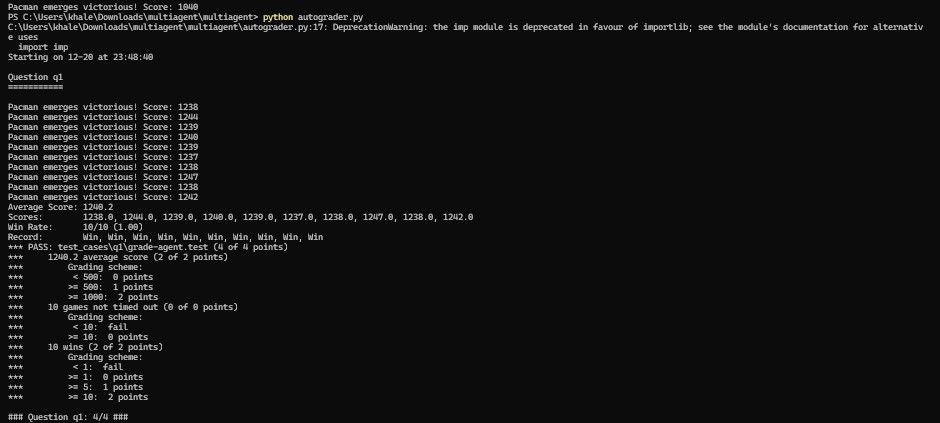 Pacman emerges victorious! Score: 1040
PS C:\Users\khale\Downloads\multiagent\multiagent> python autograder.py
C:\Users\khale\Downloads\multiagent\multiagent\autograder.py:17: DeprecationWarning: the imp module is deprecated in favour of importlib; see the module's documentation for alternativ
e uses
  import imp
Starting on 12-20 at 23:48:40

Question q1
===========

Pacman emerges victorious! Score: 1238
Pacman emerges victorious! Score: 1244
Pacman emerges victorious! Score: 1239
Pacman emerges victorious! Score: 1240
Pacman emerges victorious! Score: 1239
Pacman emerges victorious! Score: 1237
Pacman emerges victorious! Score: 1238
Pacman emerges victorious! Score: 1247
Pacman emerges victorious! Score: 1238
Pacman emerges victorious! Score: 1242
Average Score: 1240.2
Scores:        1238.0, 1244.0, 1239.0, 1240.0, 1239.0, 1237.0, 1238.0, 1247.0, 1238.0, 1242.0
Win Rate:      10/10 (1.00)
Record:        Win, Win, Win, Win, Win, Win, Win, Win, Win, Win
*** PASS: test_cases\q1\grade-agent.test (4 of 4 points)
***     1240.2 average score (2 of 2 points)
***         Grading scheme:
***          < 500:  0 points
***         >= 500:  1 points
***         >= 1000:  2 points
***     10 games not timed out (0 of 0 points)
***         Grading scheme:
***          < 10:  fail
***         >= 10:  0 points
***     10 wins (2 of 2 points)
***         Grading scheme:
***          < 1:  fail
***         >= 1:  0 points
***         >= 5:  1 points
***         >= 10:  2 points

### Question q1: 4/4 ###